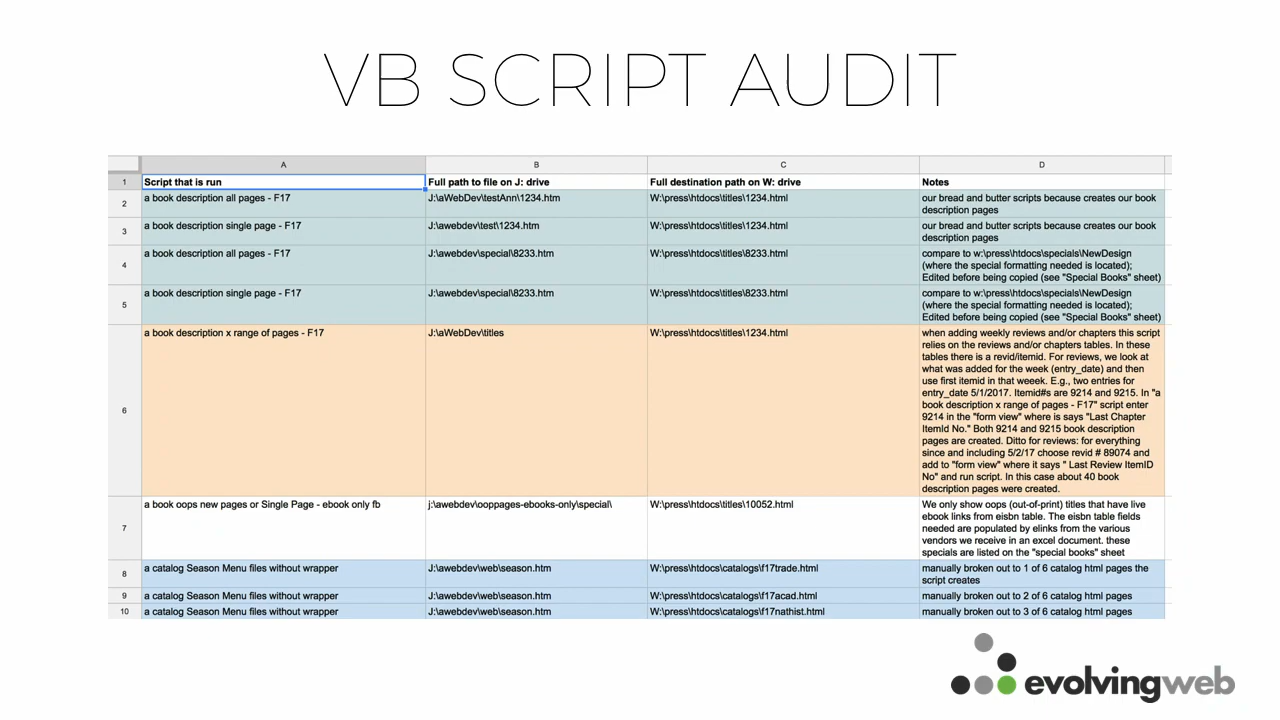 VB SCRIPT AUDIT
A B C D
1 Script that is run Full path to file on J: drive Full destination path on W: drive Notes
2 a book description all pages - F17 J:\aWebDev\testAnn\1234.htm W:\press\htdocs\titles\1234.html our bread and butter scripts because creates our book
description pages
3 a book description single page - F17 J:\awebdev\test\1234.htm W:\press\htdocs\titles\1234.html our bread and butter scripts because creates our book
description pages
4 a book description all pages - F17 J:\awebdev\special\8233.htm W:\press\htdocs\titles\8233.html compare to w:\press\htdocs\specials\NewDesign
(where the special formatting needed is located);
Edited before being copied (see "Special Books" sheet)
5 a book description single page - F17 J:\awebdev\special\8233.htm W:\press\htdocs\titles\8233.html compare to w:\press\htdocs\specials\NewDesign
(where the special formatting needed is located);
Edited before being copied (see "Special Books" sheet)
6 a book description x range of pages - F17 J:\aWebDev\titles W:\press\htdocs\titles\1234.html when adding weekly reviews and/or chapters this script
relies on the reviews and/or chapters tables. In these
tables there is a revid/itemid. For reviews, we look at
what was added for the week (entry_date) and then
use first itemid in that weeek. E.g., two entries for
entry_date 5/1/2017. Itemid#s are 9214 and 9215. In "a
book description x range of pages - F17" script enter
9214 in the "form view" where is says "Last Chapter
ItemId No." Both 9214 and 9215 book description
pages are created. Ditto for reviews: for everything
since and including 5/2/17 choose revid # 89074 and
add to "form view" where it says " Last Review ItemID
No" and run script. In this case about 40 book
description pages were created.
7 a book oops new pages or Single Page - ebook only fb j:\awebdev\ooppages-ebooks-only\special\ W:\press\htdocs\titles\10052.html We only show oops (out-of-print) titles that have live
ebook links from eisbn table. The eisbn table fields
needed are populated by elinks from the various
vendors we receive in an excel document. these
specials are listed on the "special books" sheet
8 a catalog Season Menu files without wrapper J:\awebdev\web\season.htm W:\press\htdocs\catalogs\f17trade.html manually broken out to 1 of 6 catalog html pages the
script creates
9 a catalog Season Menu files without wrapper J:\awebdev\web\season.htm W:\press\htdocs\catalogs\f17acad.html manually broken out to 2 of 6 catalog html pages
10 a catalog Season Menu files without wrapper J:\awebdev\web\season.htm W:\press\htdocs\catalogs\f17nathist.html manually broken out to 3 of 6 catalog html pages
evolvingweb